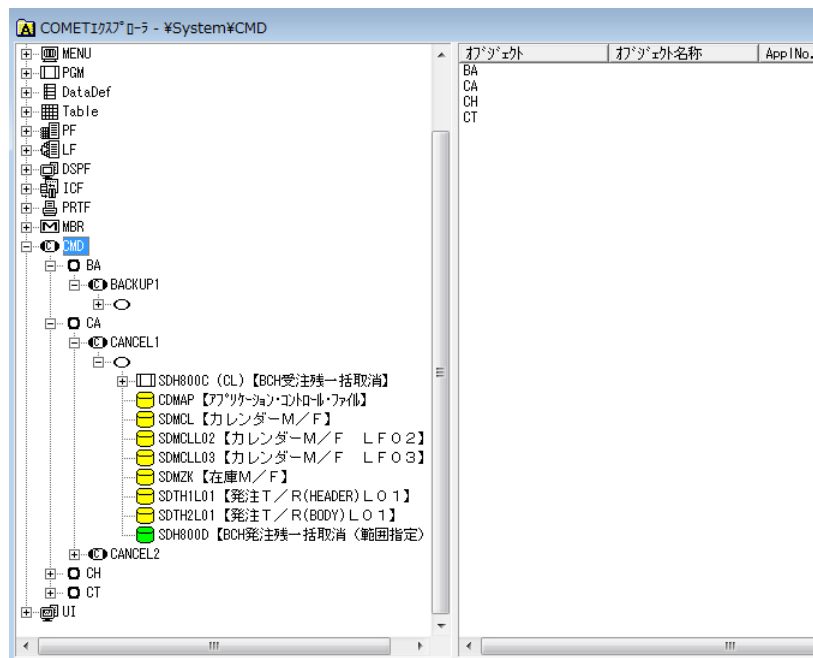 COMETｴｸｽﾌﾟﾛｰﾗ - ¥System¥CMD
MENU
PGM
DataDef
Table
PF
LF
DSPF
ICF
PRTF
MBR
CMD
BA
BACKUP1
CA
CANCEL1
SDH800C (CL)【BCH受注残一括取消】
CDMAP【ｱﾌﾟﾘｹｰｼｮﾝ･ｺﾝﾄﾛｰﾙ･ﾌｧｲﾙ】
SDMCL【カレンダーＭ／Ｆ】
SDMCLL02【カレンダーＭ／Ｆ　ＬＦ０２】
SDMCLL03【カレンダーＭ／Ｆ　ＬＦ０３】
SDMZK【在庫Ｍ／Ｆ】
SDTH1L01【発注Ｔ／Ｒ(HEADER)Ｌ０１】
SDTH2L01【発注Ｔ／Ｒ(BODY)Ｌ０１】
SDH800D【BCH発注残一括取消（範囲指定）
CANCEL2
CH
CT
UI
ｵﾌﾞｼﾞｪｸﾄ ｵﾌﾞｼﾞｪｸﾄ名称 ApplNo.
BA
CA
CH
CT